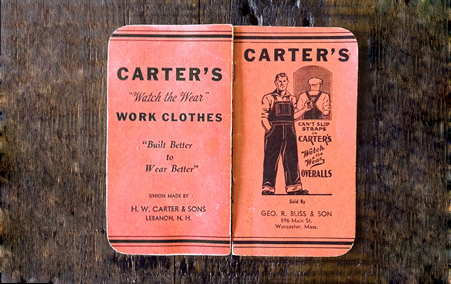 CARTER'S
"Watch the Wear"
WORK CLOTHES
"Built Better
to
Wear Better"
UNION MADE BY
H. W. CARTER & SONS
LEBANON, N. H.
CARTER'S
CAN'T SLIP
STRAPS
ON
CARTER'S
Watch
the
Wear
OVERALLS
Sold By
GEO. R. BLISS & SON
596 Main St.
Worcester, Mass.